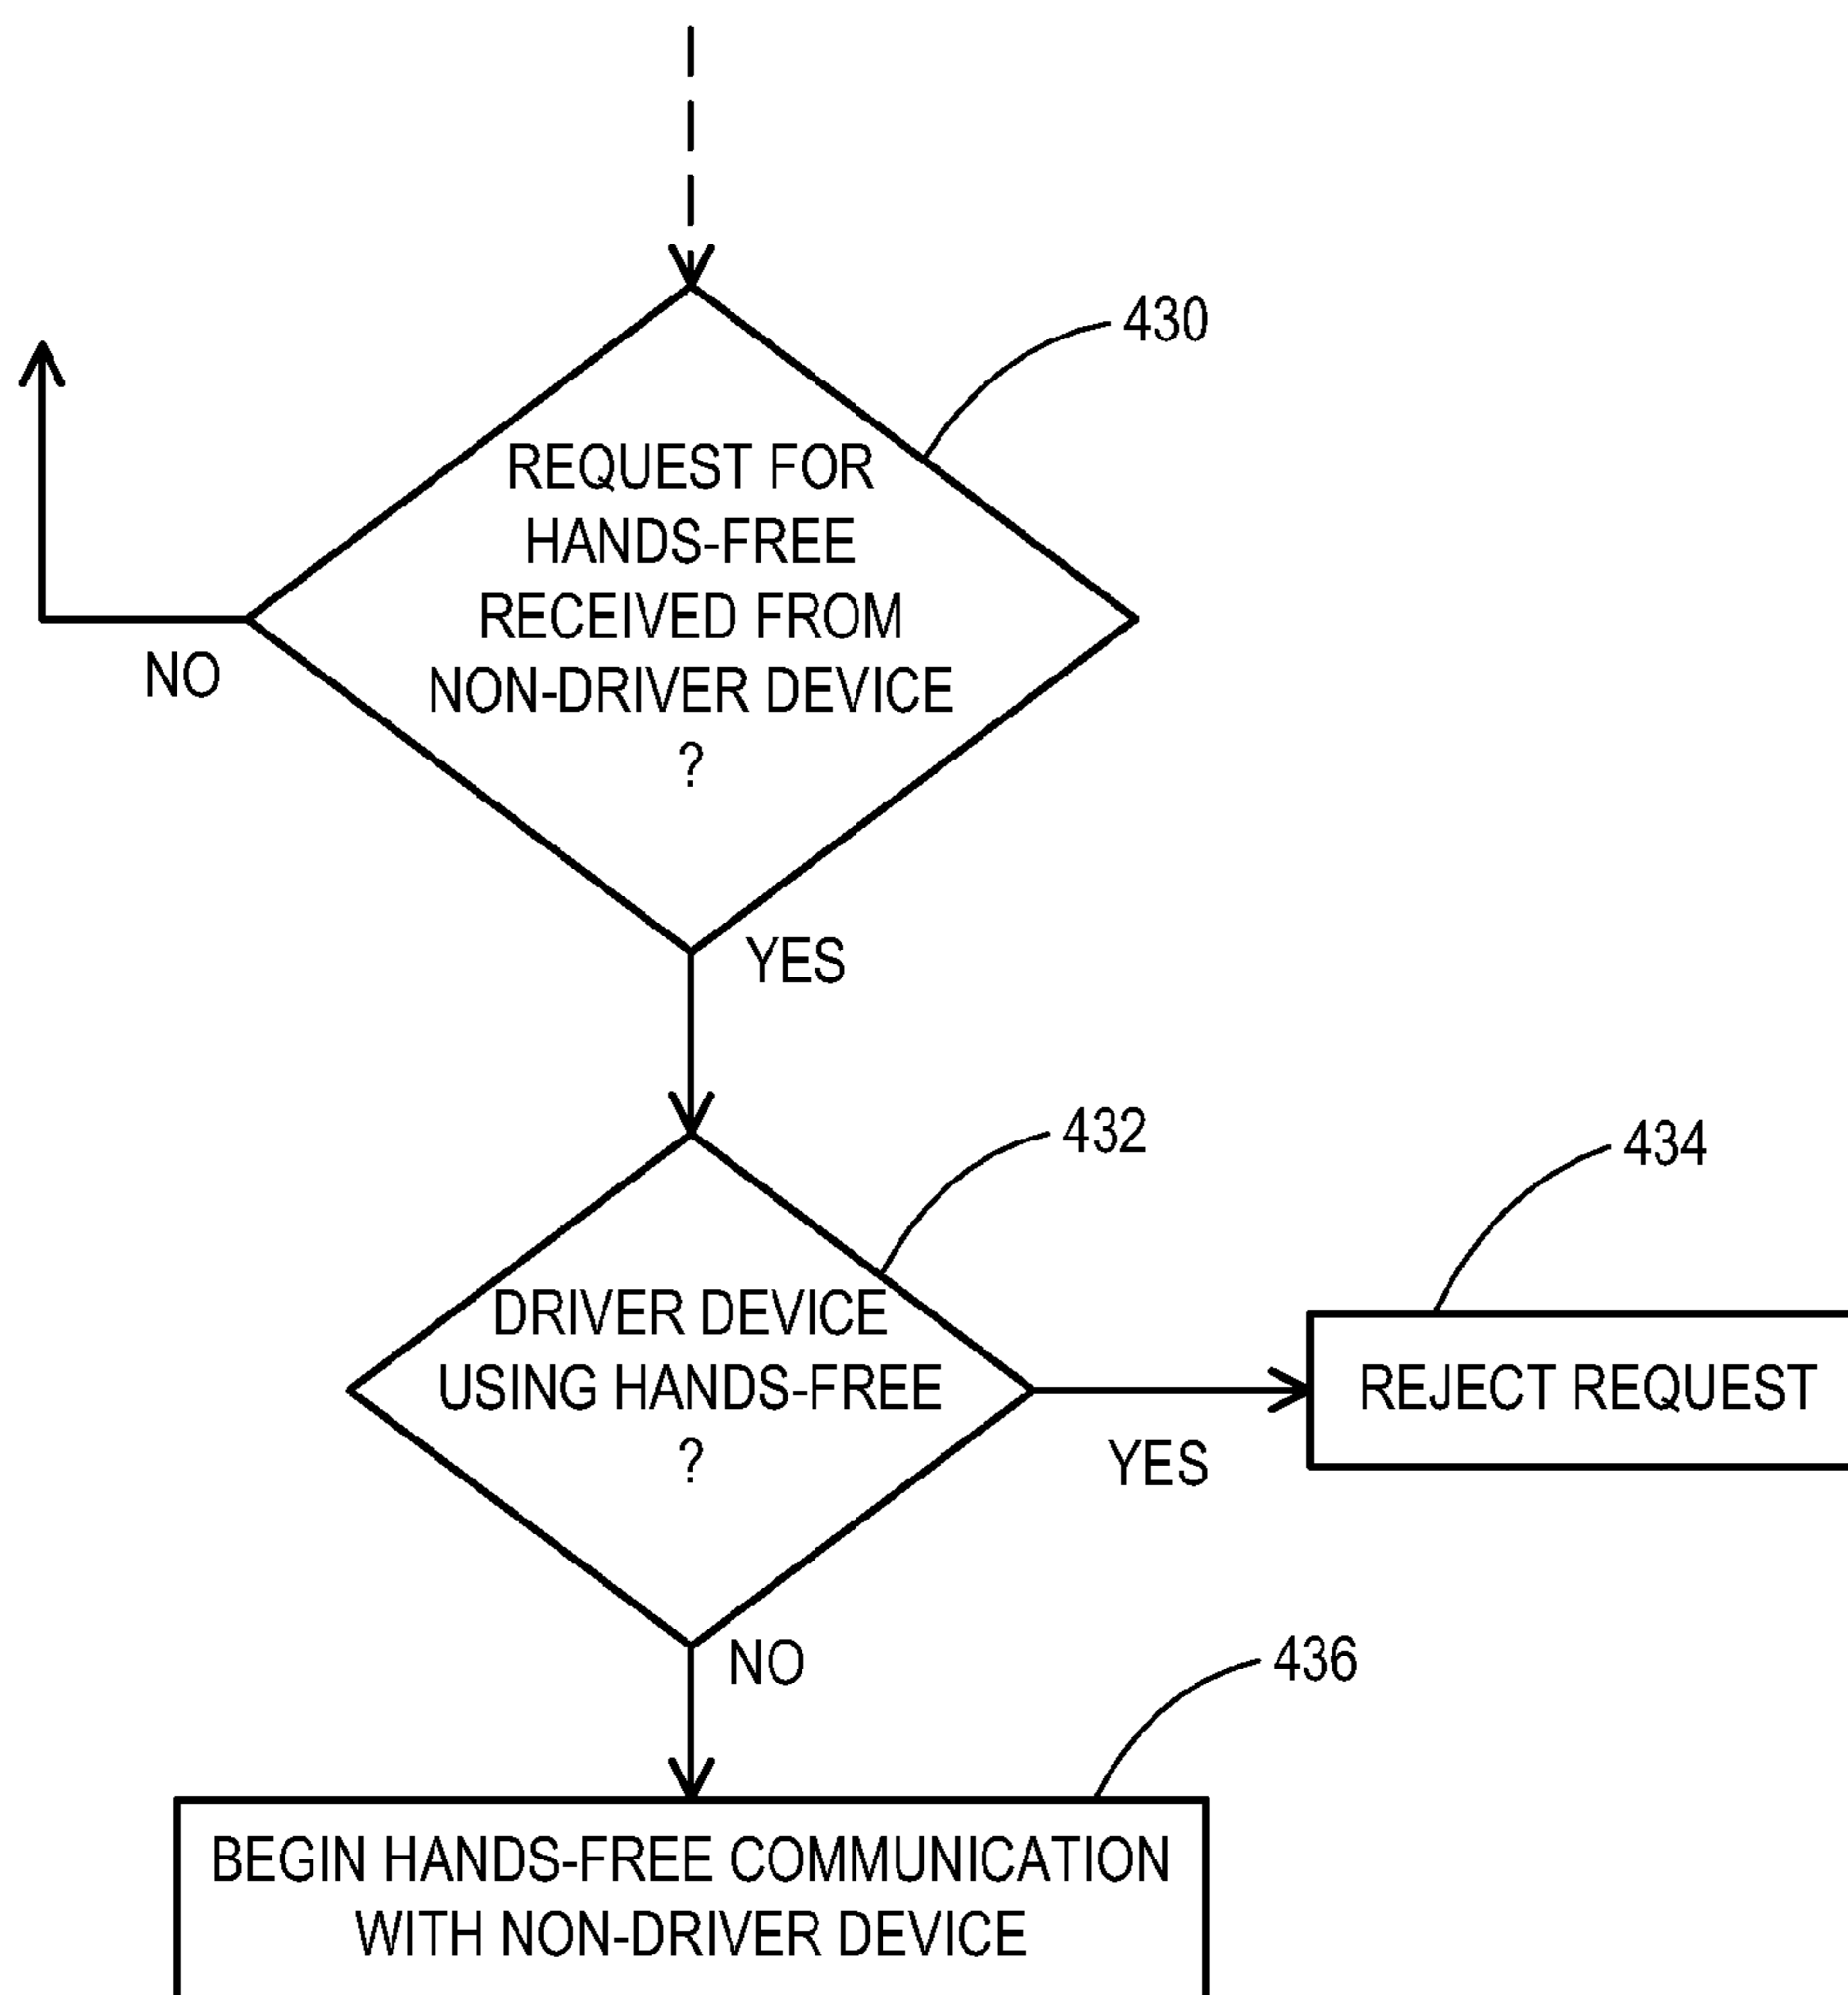 430
REQUEST FOR
HANDS-FREE
RECEIVED FROM
NON-DRIVER DEVICE
?
NO
YES
432
434
DRIVER DEVICE
USING HANDS-FREE
?
REJECT REQUEST
YES
NO
436
BEGIN HANDS-FREE COMMUNICATION
WITH NON-DRIVER DEVICE